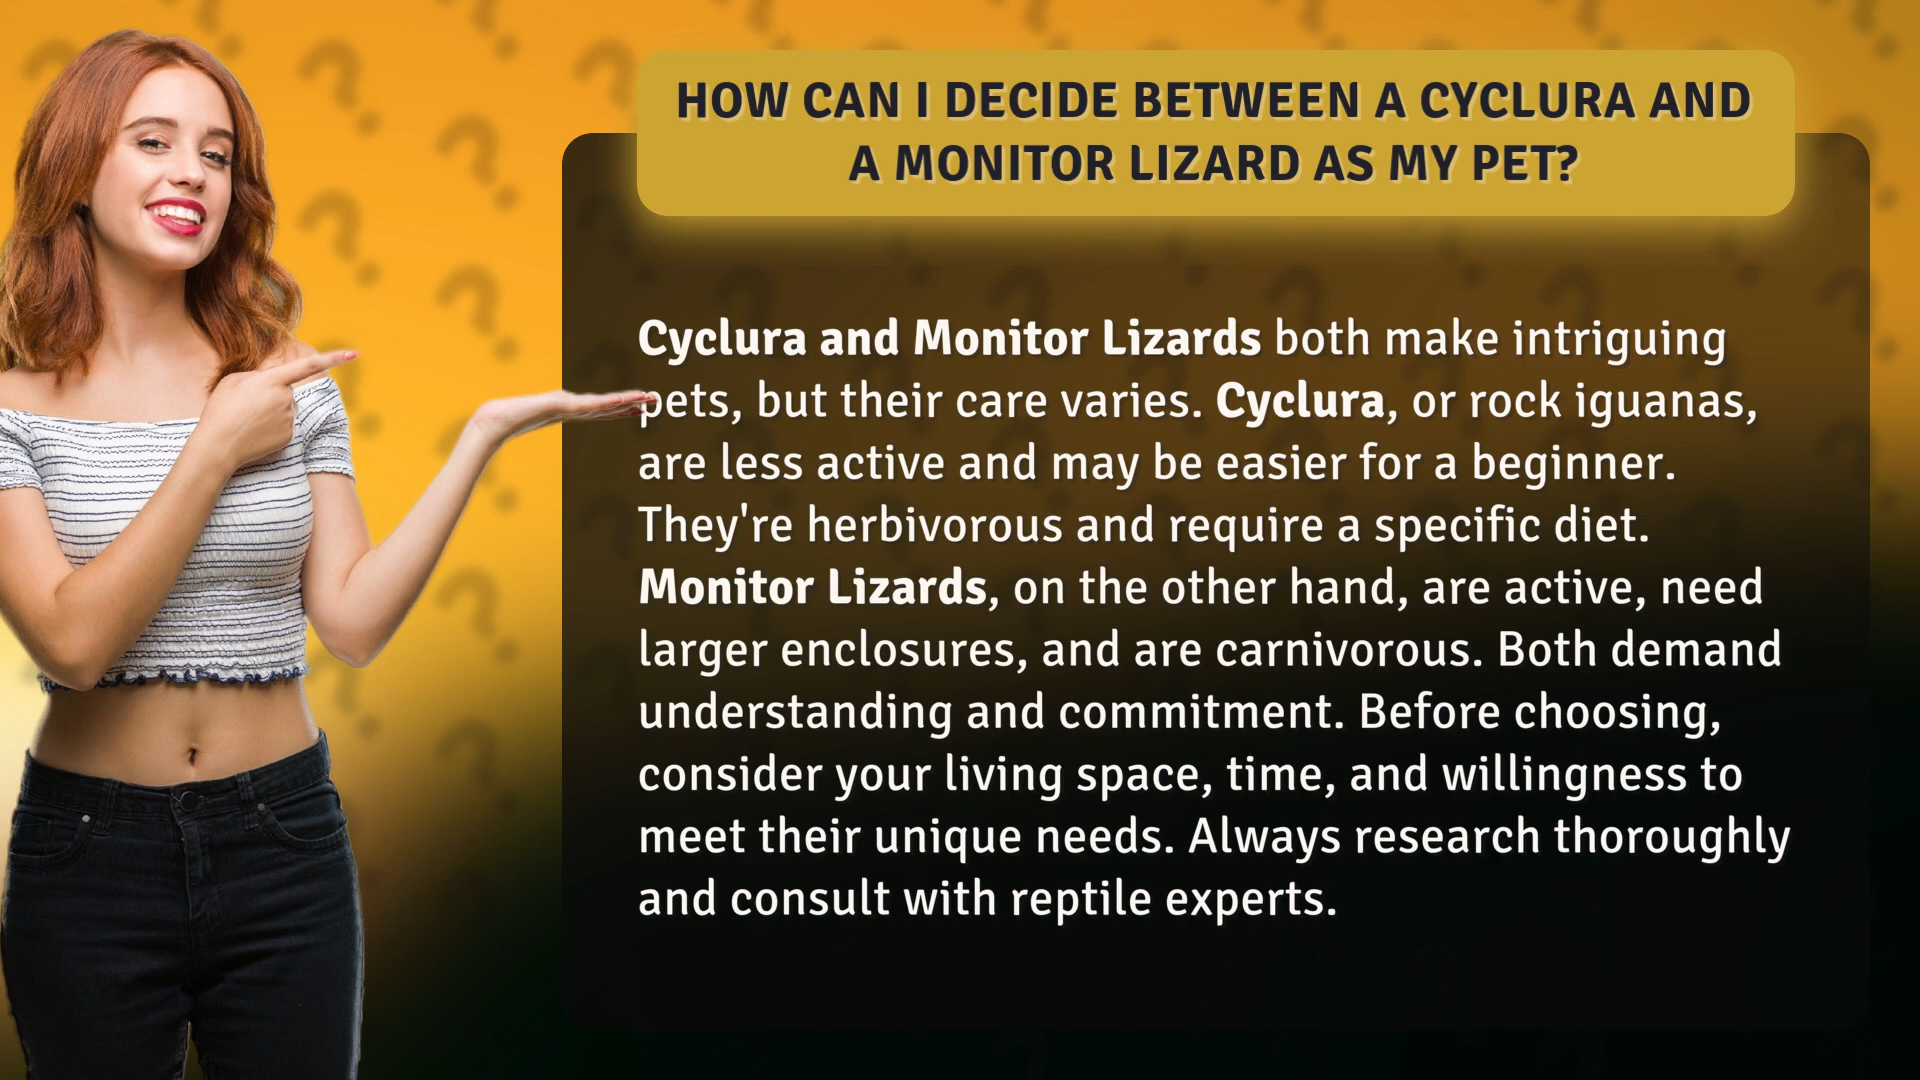 HOW CAN I DECIDE BETWEEN A CYCLURA AND
A MONITOR LIZARD AS MY PET?
Cyclura and Monitor Lizards both make intriguing
pets, but their care varies. Cyclura, or rock iguanas,
are less active and may be easier for a beginner.
They're herbivorous and require a specific diet.
Monitor Lizards, on the other hand, are active, need
larger enclosures, and are carnivorous. Both demand
understanding and commitment. Before choosing,
consider your living space, time, and willingness to
meet their unique needs. Always research thoroughly
and consult with reptile experts.